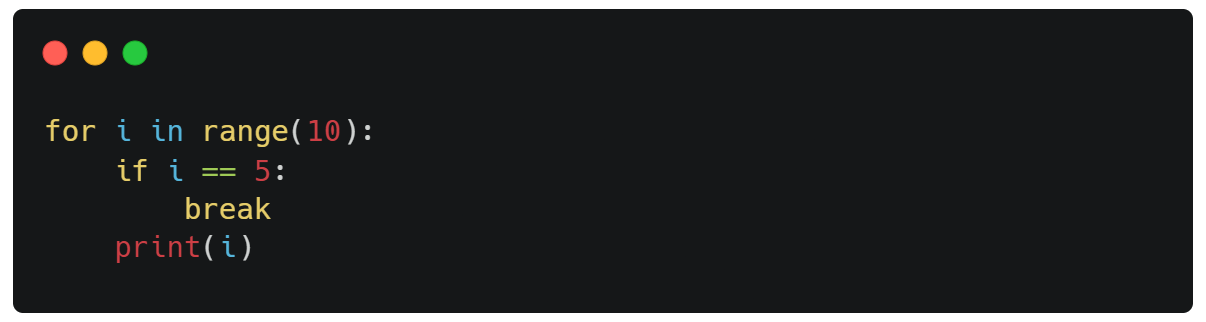 for i in range(10):
    if i == 5:
        break
    print(i)